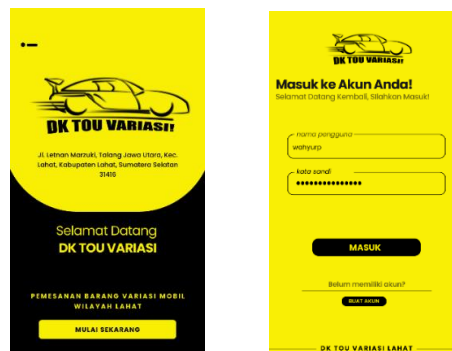 DK TOU VARIASI!!
Jl. Letnan Marzuki, Talang Jawa Utara, Kec.
Lahat, Kabupaten Lahat, Sumatera Selatan
31416
Selamat Datang
DK TOU VARIASI
PEMESANAN BARANG VARIASI MOBIL
WILAYAH LAHAT
MULAI SEKARANG
DK TOU VARIASI!!
Masuk ke Akun Anda!
Selamat Datang Kembali, Silahkan Masuk!
nama pengguna
wahyurp
kata sandi
MASUK
Belum memiliki akun?
BUAT AKUN
DK TOU VARIASI LAHAT